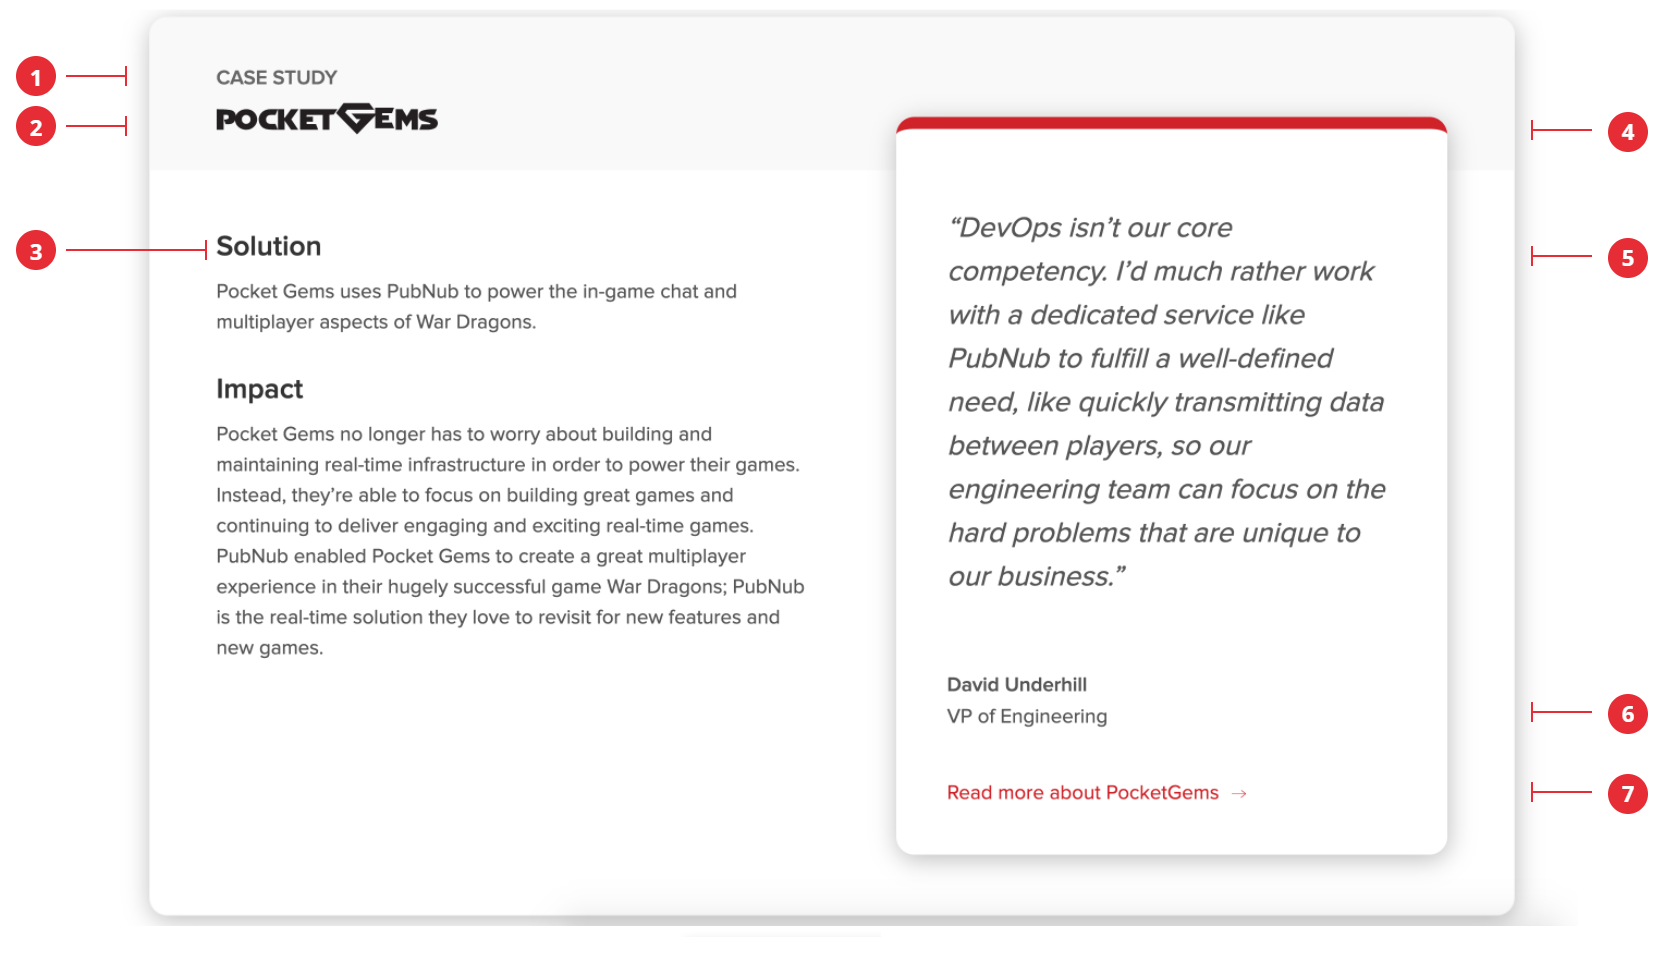 1
CASE STUDY
2
POCKETGEMS
3
Solution
Pocket Gems uses PubNub to power the in-game chat and
multiplayer aspects of War Dragons.
Impact
Pocket Gems no longer has to worry about building and
maintaining real-time infrastructure in order to power their games.
Instead, they’re able to focus on building great games and
continuing to deliver engaging and exciting real-time games.
PubNub enabled Pocket Gems to create a great multiplayer
experience in their hugely successful game War Dragons; PubNub
is the real-time solution they love to revisit for new features and
new games.
4
5
“DevOps isn’t our core
competency. I’d much rather work
with a dedicated service like
PubNub to fulfill a well-defined
need, like quickly transmitting data
between players, so our
engineering team can focus on the
hard problems that are unique to
our business.”
David Underhill
VP of Engineering
6
Read more about PocketGems →
7